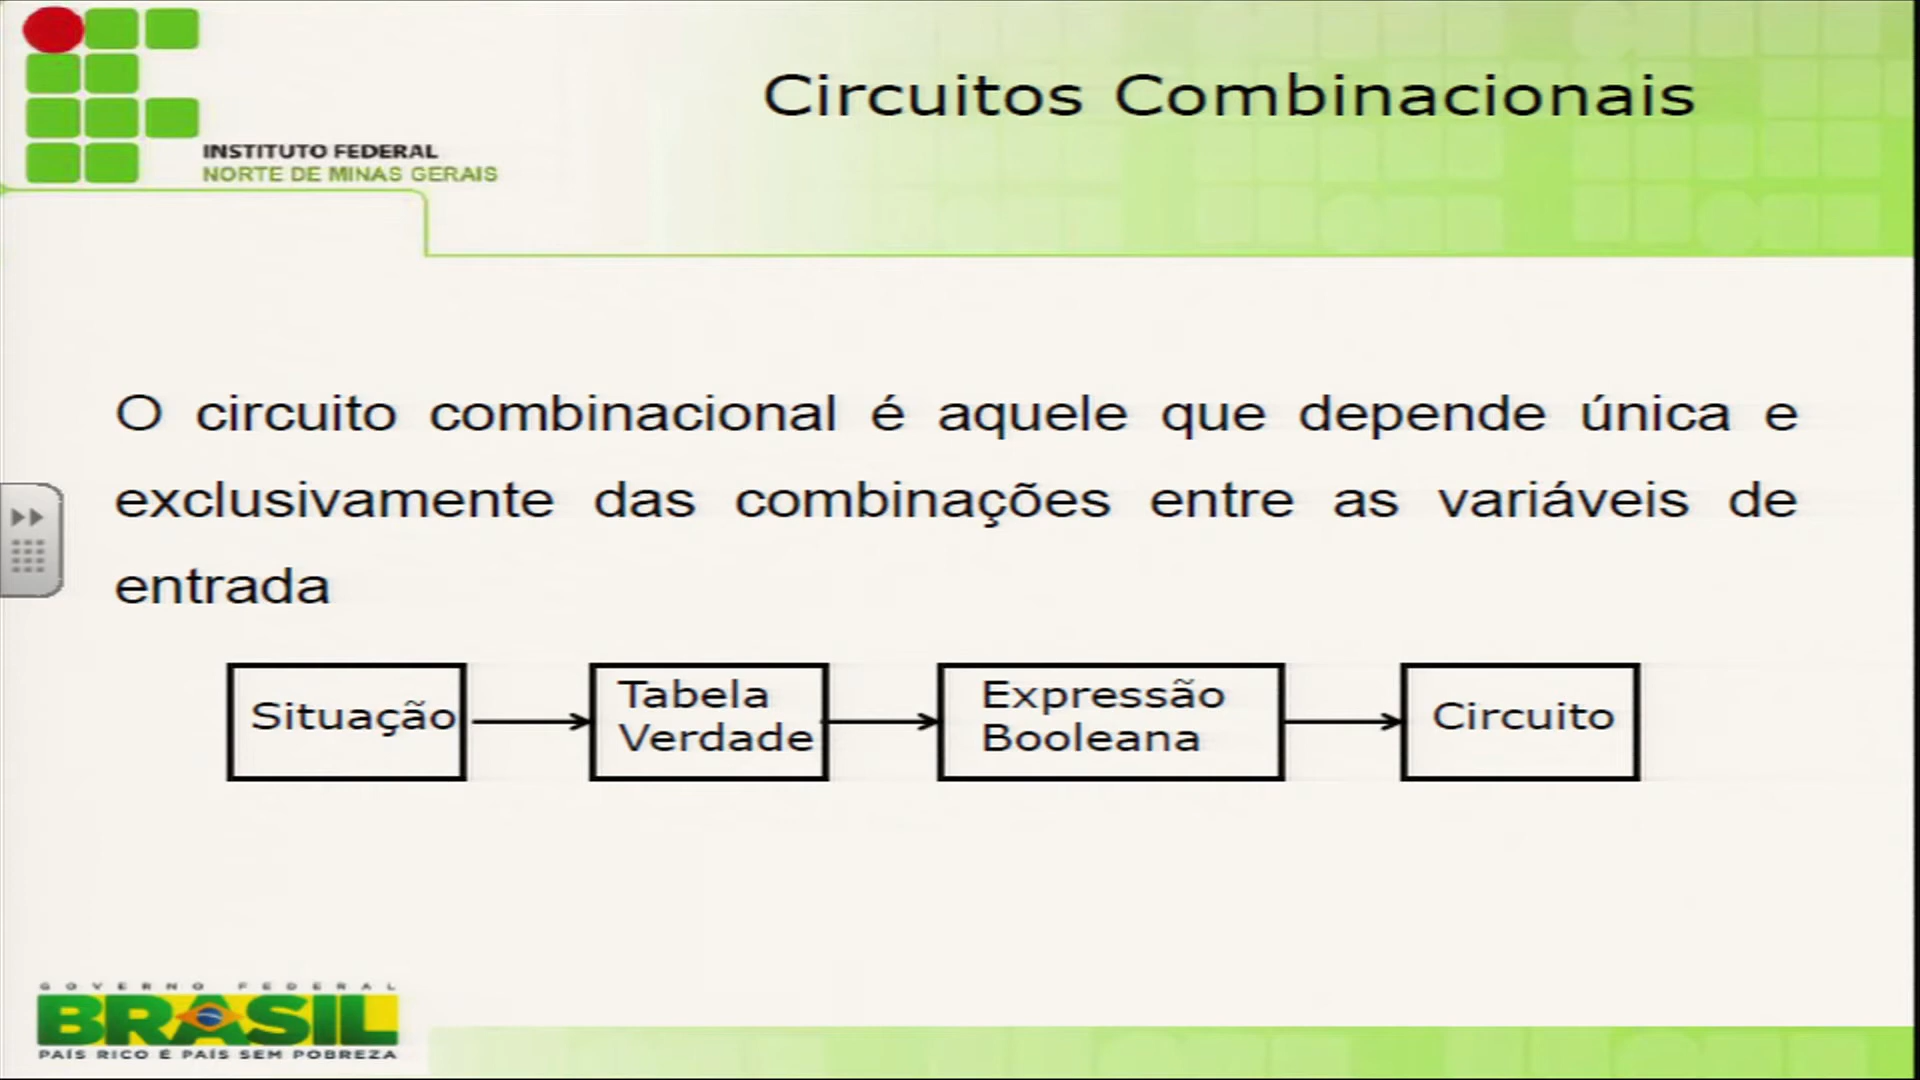 Circuitos Combinacionais
INSTITUTO FEDERAL
NORTE DE MINAS GERAIS
O circuito combinacional é aquele que depende única e
exclusivamente das combinações entre as variáveis de
entrada
Situação
Tabela
Verdade
Expressão
Booleana
Circuito
GOVERNO FEDERAL
BRASIL
PAÍS RICO É PAÍS SEM POBREZA